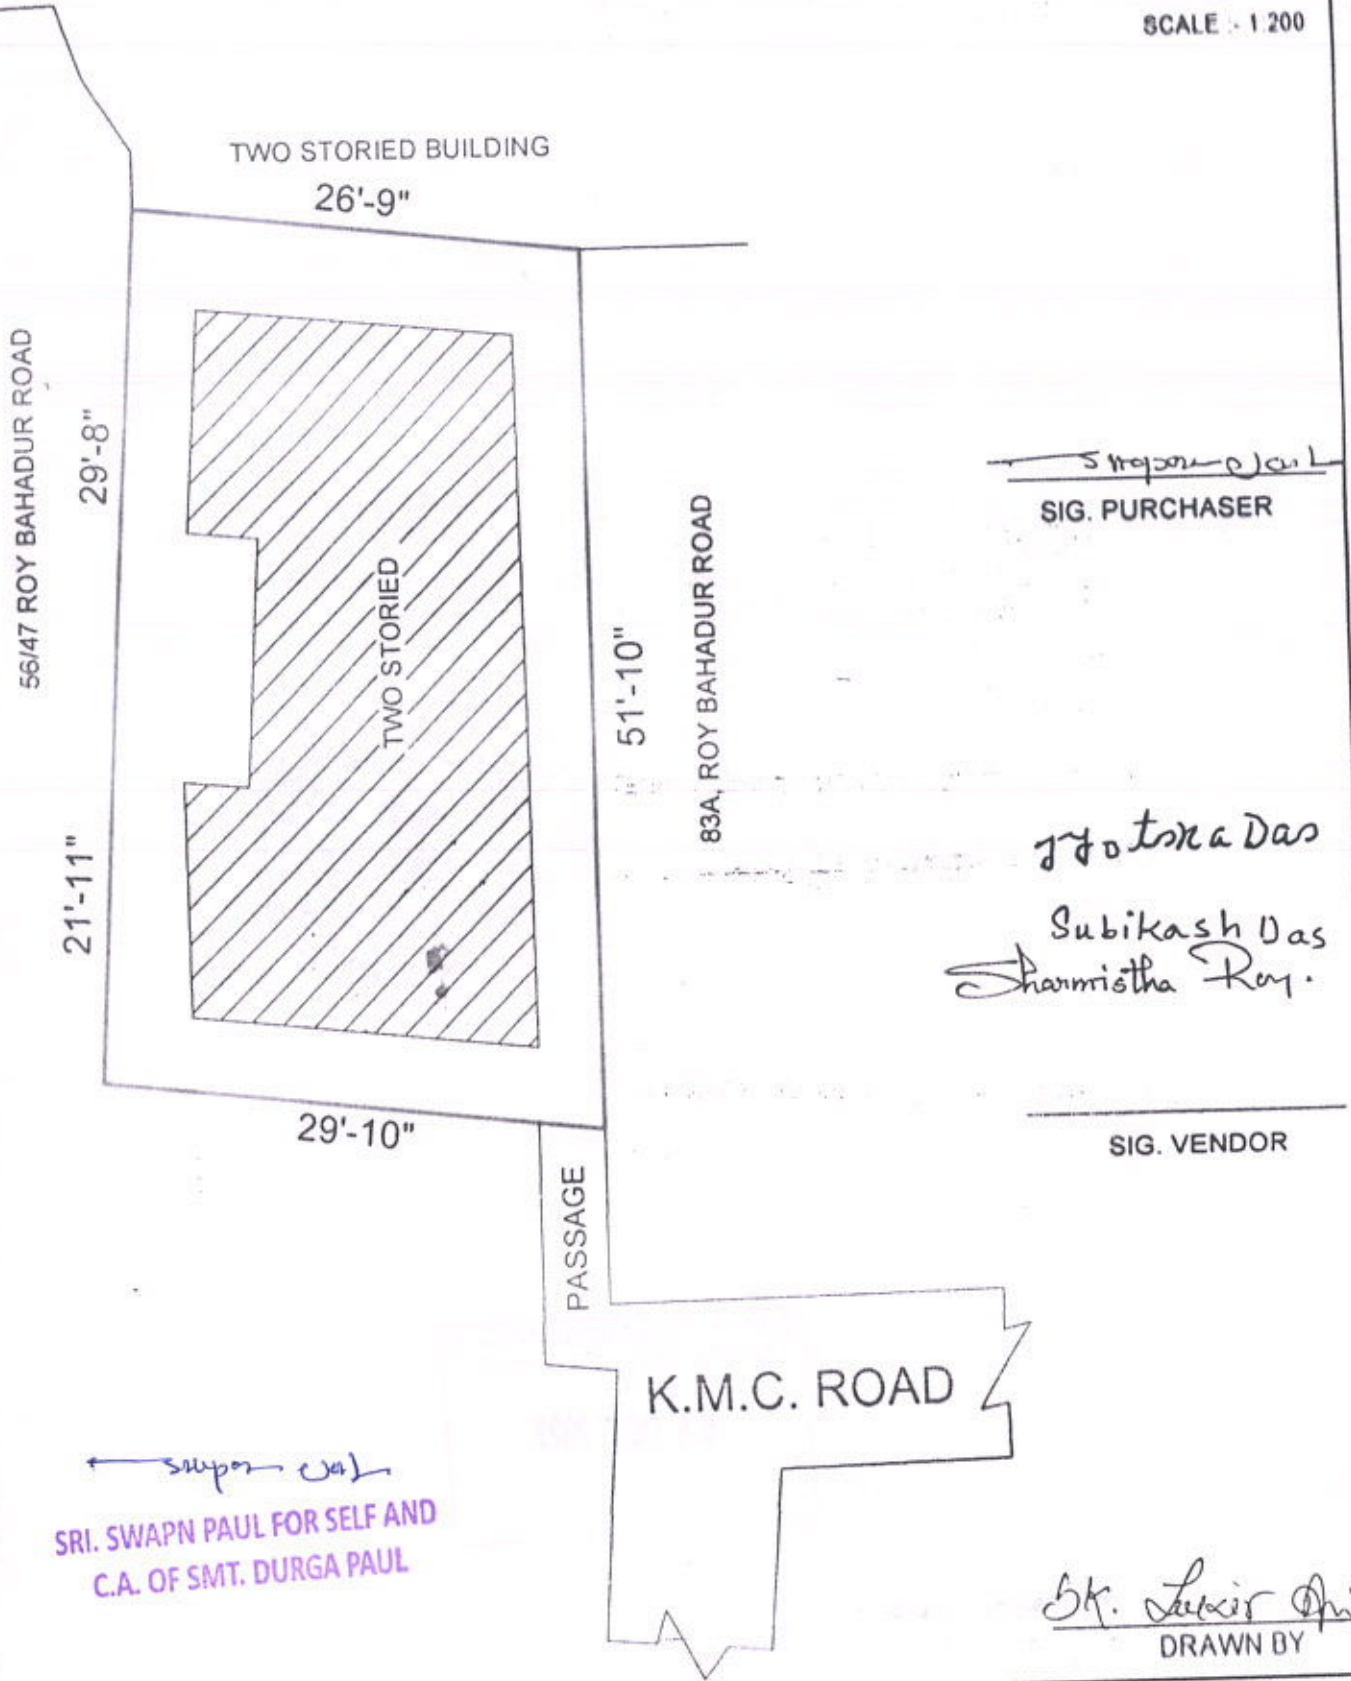 SCALE :- 1:200
TWO STORIED BUILDING
26'-9"
56/47 ROY BAHADUR ROAD
29'-8"
TWO STORIED
51'-10"
83A, ROY BAHADUR ROAD
SIG. PURCHASER
21'-11"
Jyotsna Das
Subikash Das
Sharmistha Roy.
29'-10"
SIG. VENDOR
PASSAGE
K.M.C. ROAD
SRI. SWAPN PAUL FOR SELF AND
C.A. OF SMT. DURGA PAUL
SK.
DRAWN BY